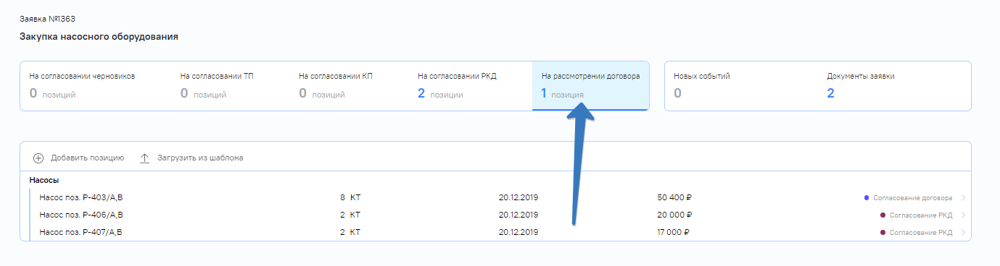 Заявка №1363
Закупка насосного оборудования
На согласовании черновиков На согласовании ТП На согласовании КП На согласовании РКД На рассмотрении договора Новых событий Документы заявки
0 позиций 0 позиций 0 позиций 2 позиции 1 позиция 0 2
Добавить позицию Загрузить из шаблона
Насосы
Насос поз. P-403/A,B 8 КТ 20.12.2019 50 400 ₽ Согласование договора
Насос поз. P-406/A,B 2 КТ 20.12.2019 20 000 ₽ Согласование РКД
Насос поз. P-407/A,B 2 КТ 20.12.2019 17 000 ₽ Согласование РКД